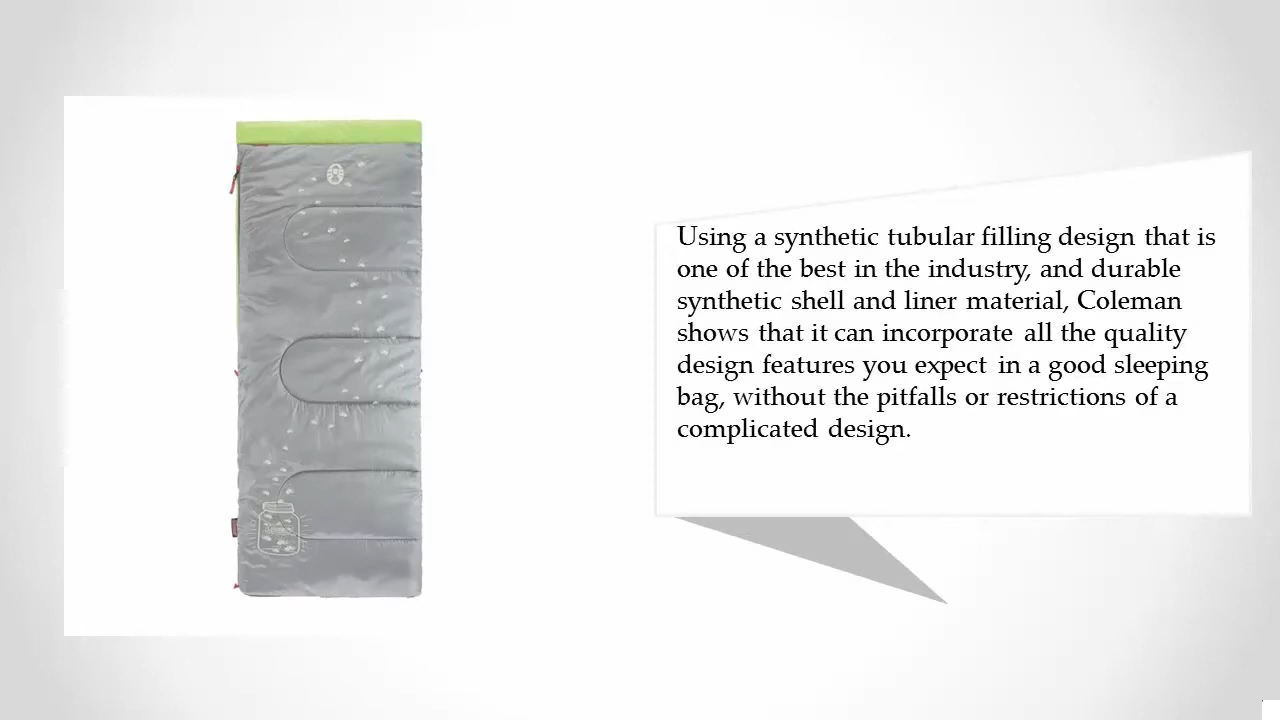 Using a synthetic tubular filling design that is
one of the best in the industry, and durable
synthetic shell and liner material, Coleman
shows that it can incorporate all the quality
design features you expect in a good sleeping
bag, without the pitfalls or restrictions of a
complicated design.